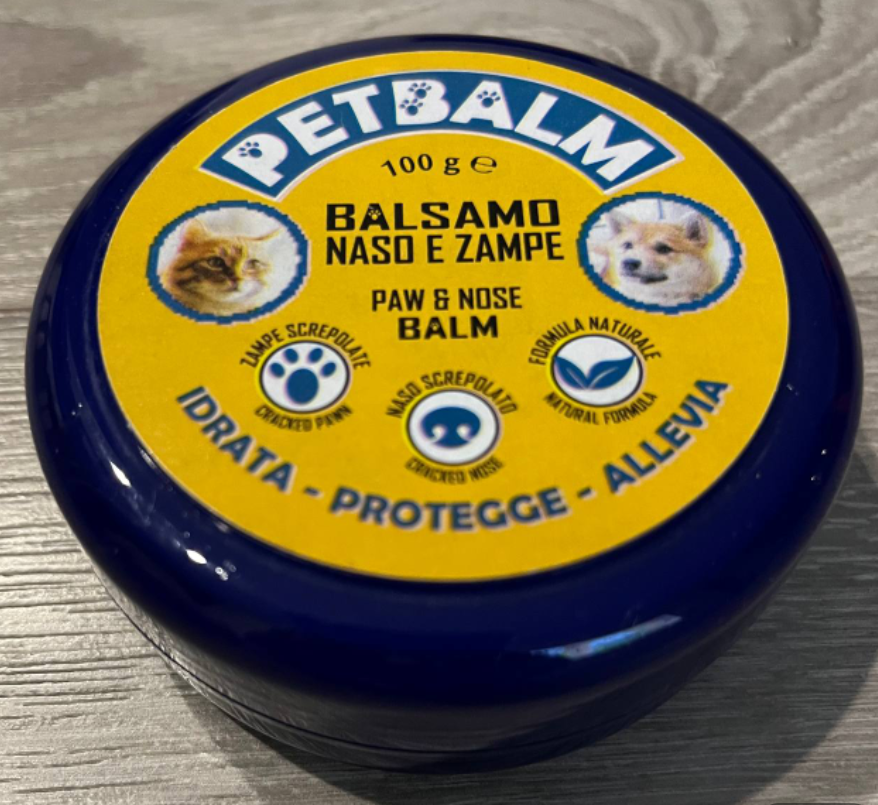 PETBALM
100 g ℮
BALSAMO
NASO E ZAMPE
PAW & NOSE
BALM
ZAMPE SCREPOLATE
CRACKED PAWN
NASO SCREPOLATO
CRACKED NOSE
FORMULA NATURALE
NATURAL FORMULA
IDRATA - PROTEGGE - ALLEVIA